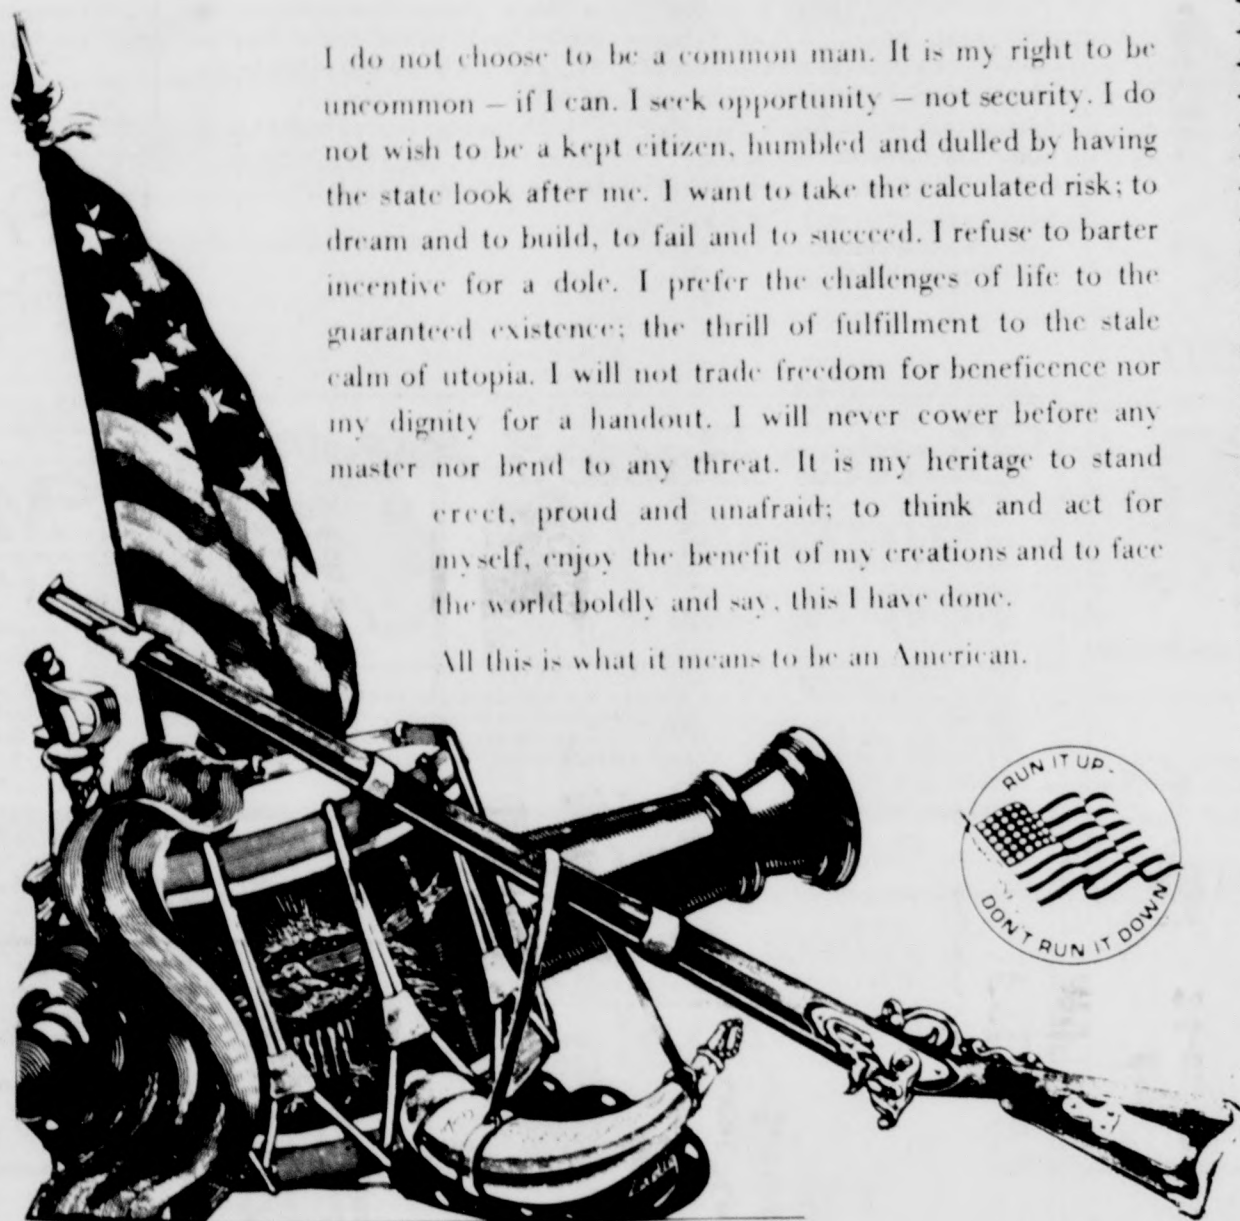 I do not choose to be a common man. It is my right to be
uncommon — if I can. I seek opportunity — not security. I do
not wish to be a kept citizen, humbled and dulled by having
the state look after me. I want to take the calculated risk; to
dream and to build, to fail and to succeed. I refuse to barter
incentive for a dole. I prefer the challenges of life to the
guaranteed existence; the thrill of fulfillment to the stale
calm of utopia. I will not trade freedom for beneficence nor
my dignity for a handout. I will never cower before any
master nor bend to any threat. It is my heritage to stand
erect, proud and unafraid; to think and act for
myself, enjoy the benefit of my creations and to face
the world boldly and say, this I have done.
All this is what it means to be an American.
RUN IT UP-
DON'T RUN IT DOWN